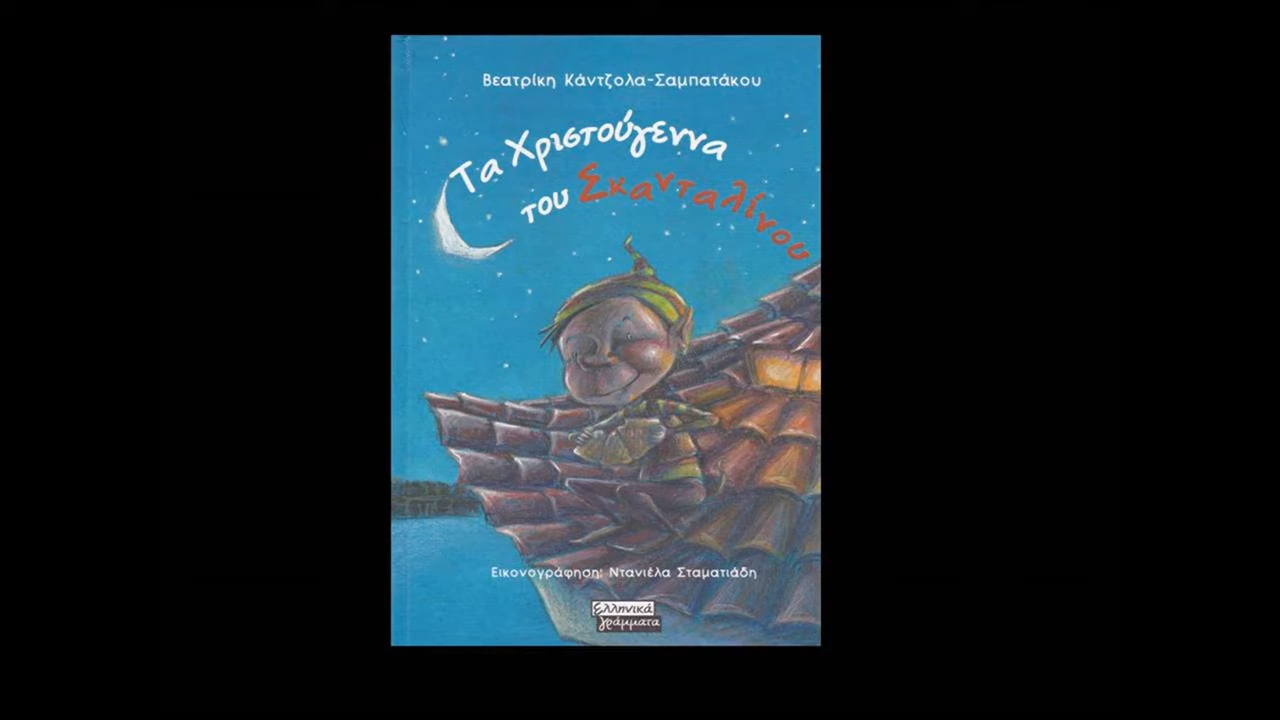 Βεατρίκη Κάντζολα-Σαμπατάκου
Τα Χριστούγεννα
του Σκανταλίνου
Εικονογράφηση: Ντανιέλα Σταματιάδη
ελληνικά
γράμματα